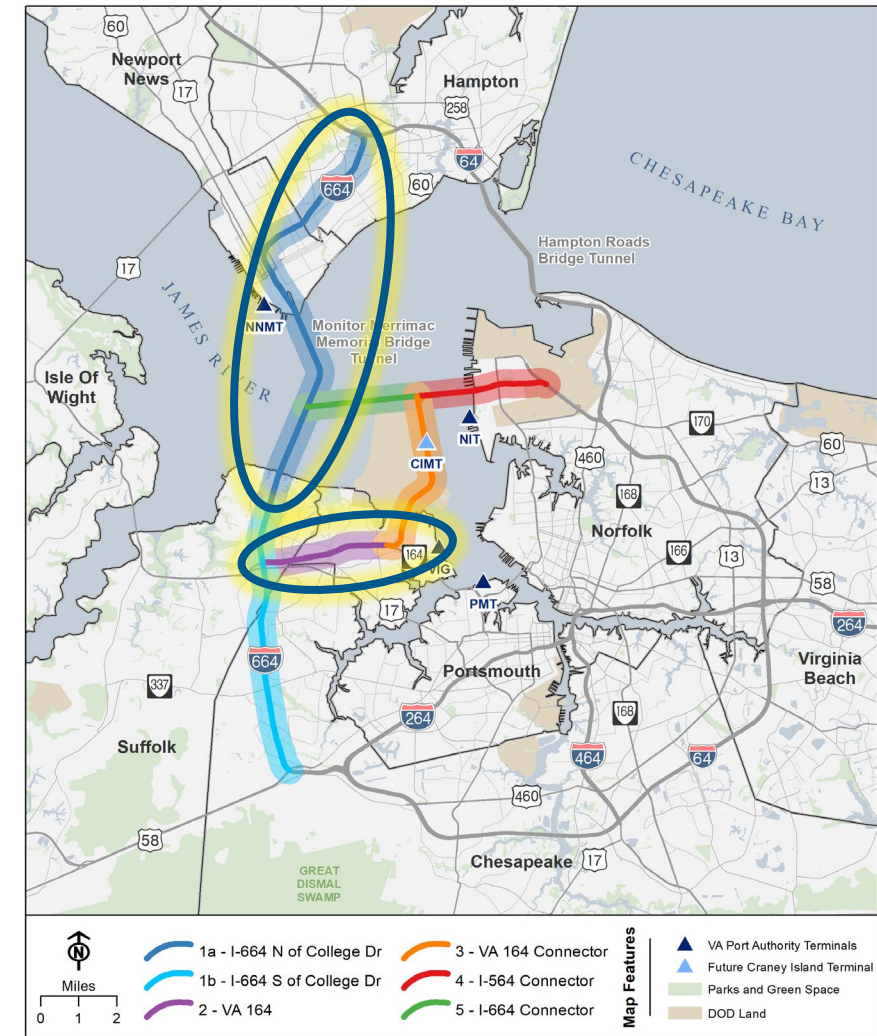 60
Newport
News
17
Hampton
258
64
664
60
CHESAPEAKE BAY
Hampton Roads
Bridge Tunnel
17
JAMES RIVER
NNMT
Monitor Merrimac
Memorial Bridge
Tunnel
Isle Of
Wight
NIT
170
CIMT
460
60
13
168
Norfolk
166
13
164
VIG
58
17
PMT
264
664
Portsmouth
Virginia
Beach
337
264
168
Suffolk
464
64
460
58
Chesapeake
17
GREAT
DISMAL
SWAMP
N
Miles
0 1 2
1a - I-664 N of College Dr
1b - I-664 S of College Dr
2 - VA 164
3 - VA 164 Connector
4 - I-564 Connector
5 - I-664 Connector
Map Features
VA Port Authority Terminals
Future Craney Island Terminal
Parks and Green Space
DOD Land